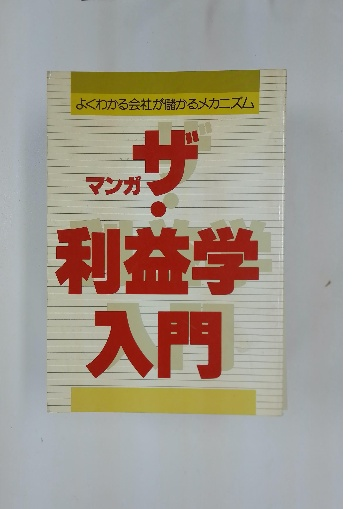 よくわかる会社が儲かるメカニズム
マンガ ザ・
利益学
入門